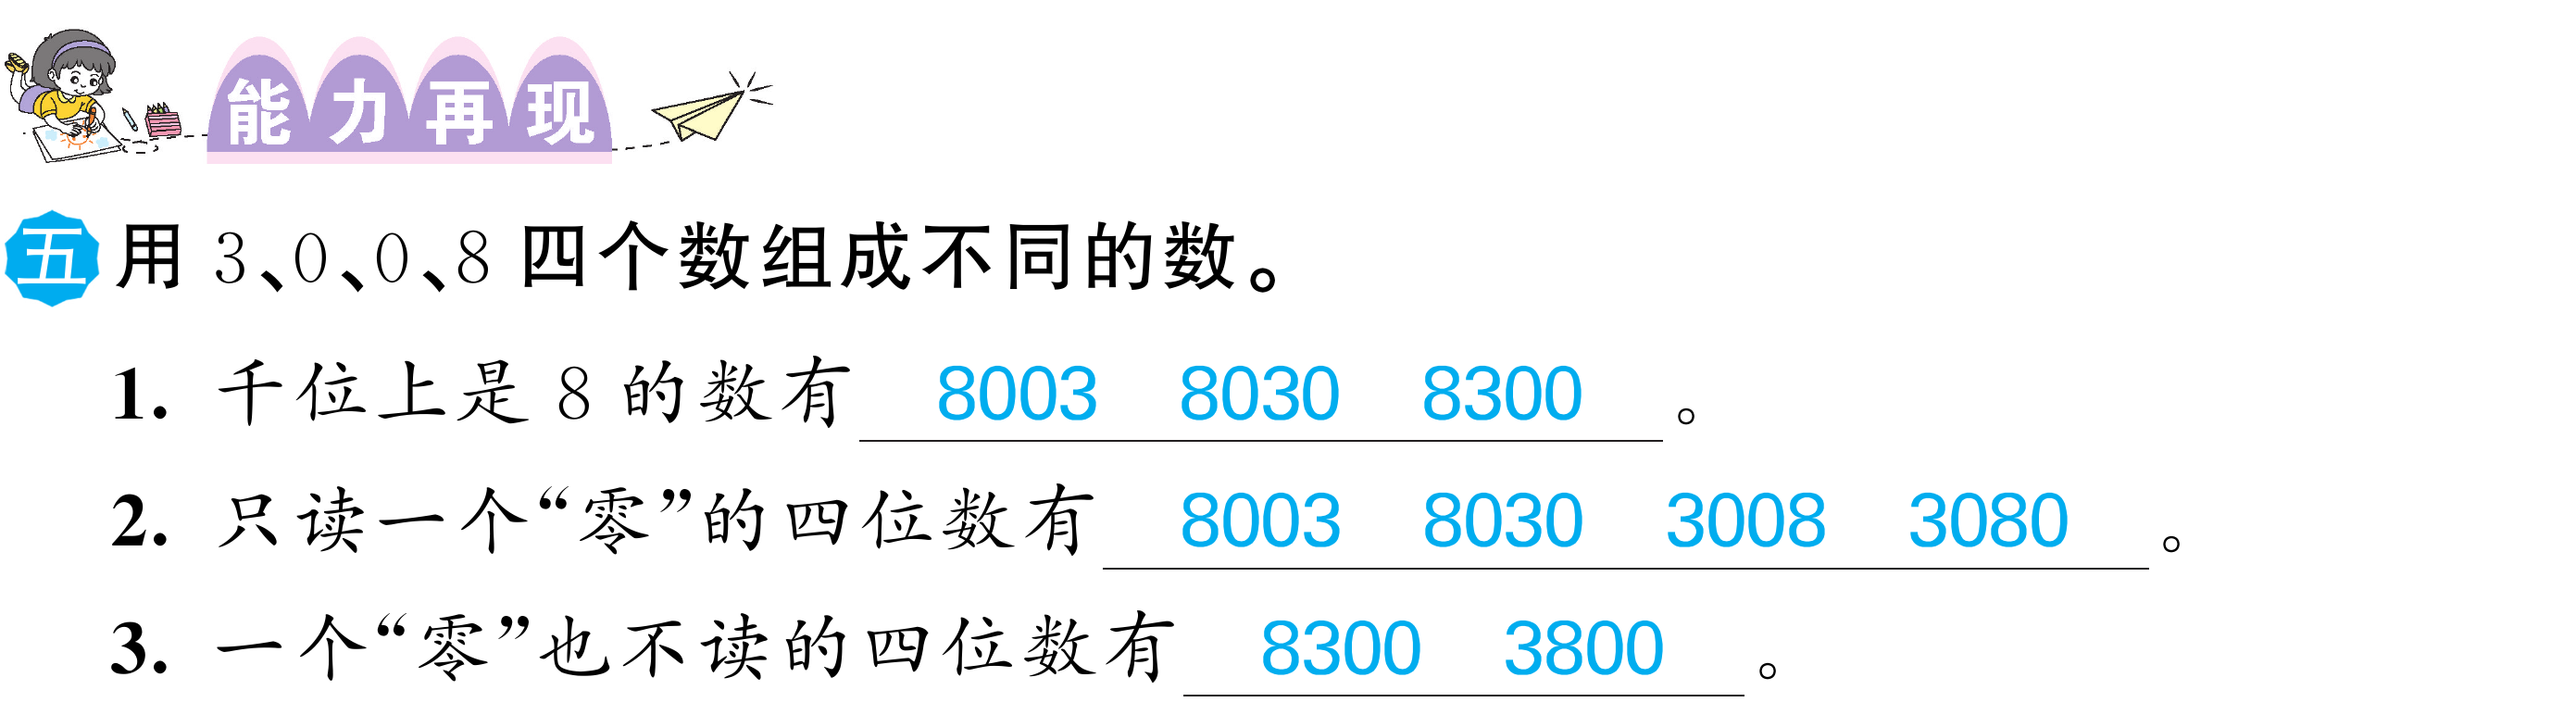 能力再现
五 用 3、0、0、8 四个数组成不同的数。
1. 千位上是 8 的数有 8003 8030 8300 。
2. 只读一个“零”的四位数有 8003 8030 3008 3080 。
3. 一个“零”也不读的四位数有 8300 3800 。